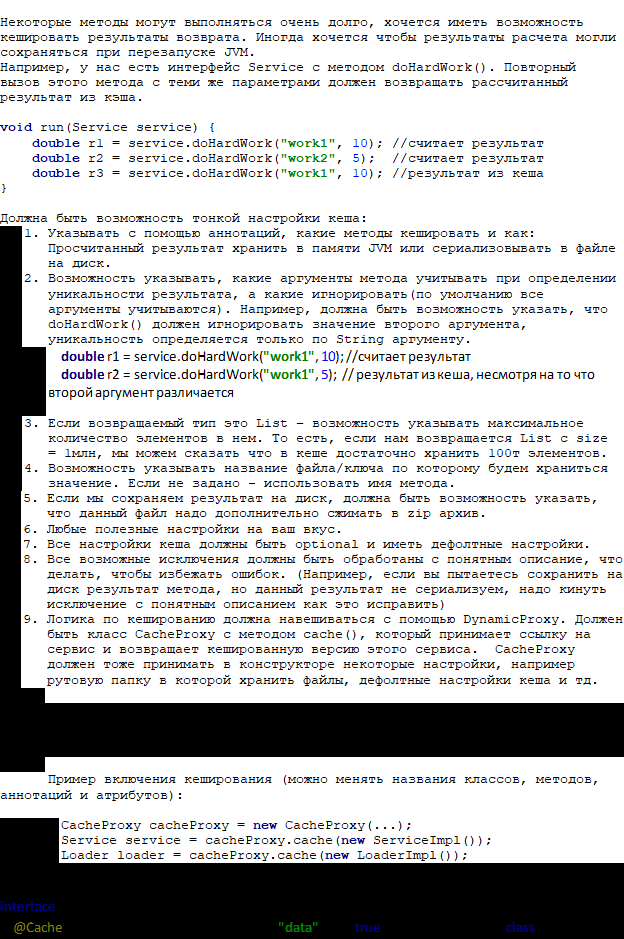 Некоторые методы могут выполняться очень долго, хочется иметь возможность
кешировать результаты возврата. Иногда хочется чтобы результаты расчета могли
сохраняться при перезапуске JVM.
Например, у нас есть интерфейс Service с методом doHardWork(). Повторный
вызов этого метода с теми же параметрами должен возвращать рассчитанный
результат из кэша.
void run(Service service) {
double r1 = service.doHardWork("work1", 10); //считает результат
double r2 = service.doHardWork("work2", 5);  //считает результат
double r3 = service.doHardWork("work1", 10); //результат из кеша
}
Должна быть возможность тонкой настройки кеша:
1. Указывать с помощью аннотаций, какие методы кешировать и как:
Просчитанный результат хранить в памяти JVM или сериализовывать в файле
на диск.
2. Возможность указывать, какие аргументы метода учитывать при определении
уникальности результата, а какие игнорировать(по умолчанию все
аргументы учитываются). Например, должна быть возможность указать, что
doHardWork() должен игнорировать значение второго аргумента,
уникальность определяется только по String аргументу.
double r1 = service.doHardWork("work1", 10); //считает результат
double r2 = service.doHardWork("work1", 5); // результат из кеша, несмотря на то что
второй аргумент различается
3. Если возвращаемый тип это List – возможность указывать максимальное
количество элементов в нем. То есть, если нам возвращается List с size
= 1млн, мы можем сказать что в кеше достаточно хранить 100т элементов.
4. Возможность указывать название файла/ключа по которому будем храниться
значение. Если не задано - использовать имя метода.
5. Если мы сохраняем результат на диск, должна быть возможность указать,
что данный файл надо дополнительно сжимать в zip архив.
6. Любые полезные настройки на ваш вкус.
7. Все настройки кеша должны быть optional и иметь дефолтные настройки.
8. Все возможные исключения должны быть обработаны с понятным описание, что
делать, чтобы избежать ошибок. (Например, если вы пытаетесь сохранить на
диск результат метода, но данный результат не сериализуем, надо кинуть
исключение с понятным описанием как это исправить)
9. Логика по кешированию должна навешиваться с помощью DynamicProxy. Должен
быть класс CacheProxy с методом cache(), который принимает ссылку на
сервис и возвращает кешированную версию этого сервиса.  CacheProxy
должен тоже принимать в конструкторе некоторые настройки, например
рутовую папку в которой хранить файлы, дефолтные настройки кеша и тд.
Пример включения кеширования (можно менять названия классов, методов,
аннотаций и атрибутов):
CacheProxy cacheProxy = new CacheProxy(...);
Service service = cacheProxy.cache(new ServiceImpl());
Loader loader = cacheProxy.cache(new LoaderImpl());
interface
@Cache "data" true class